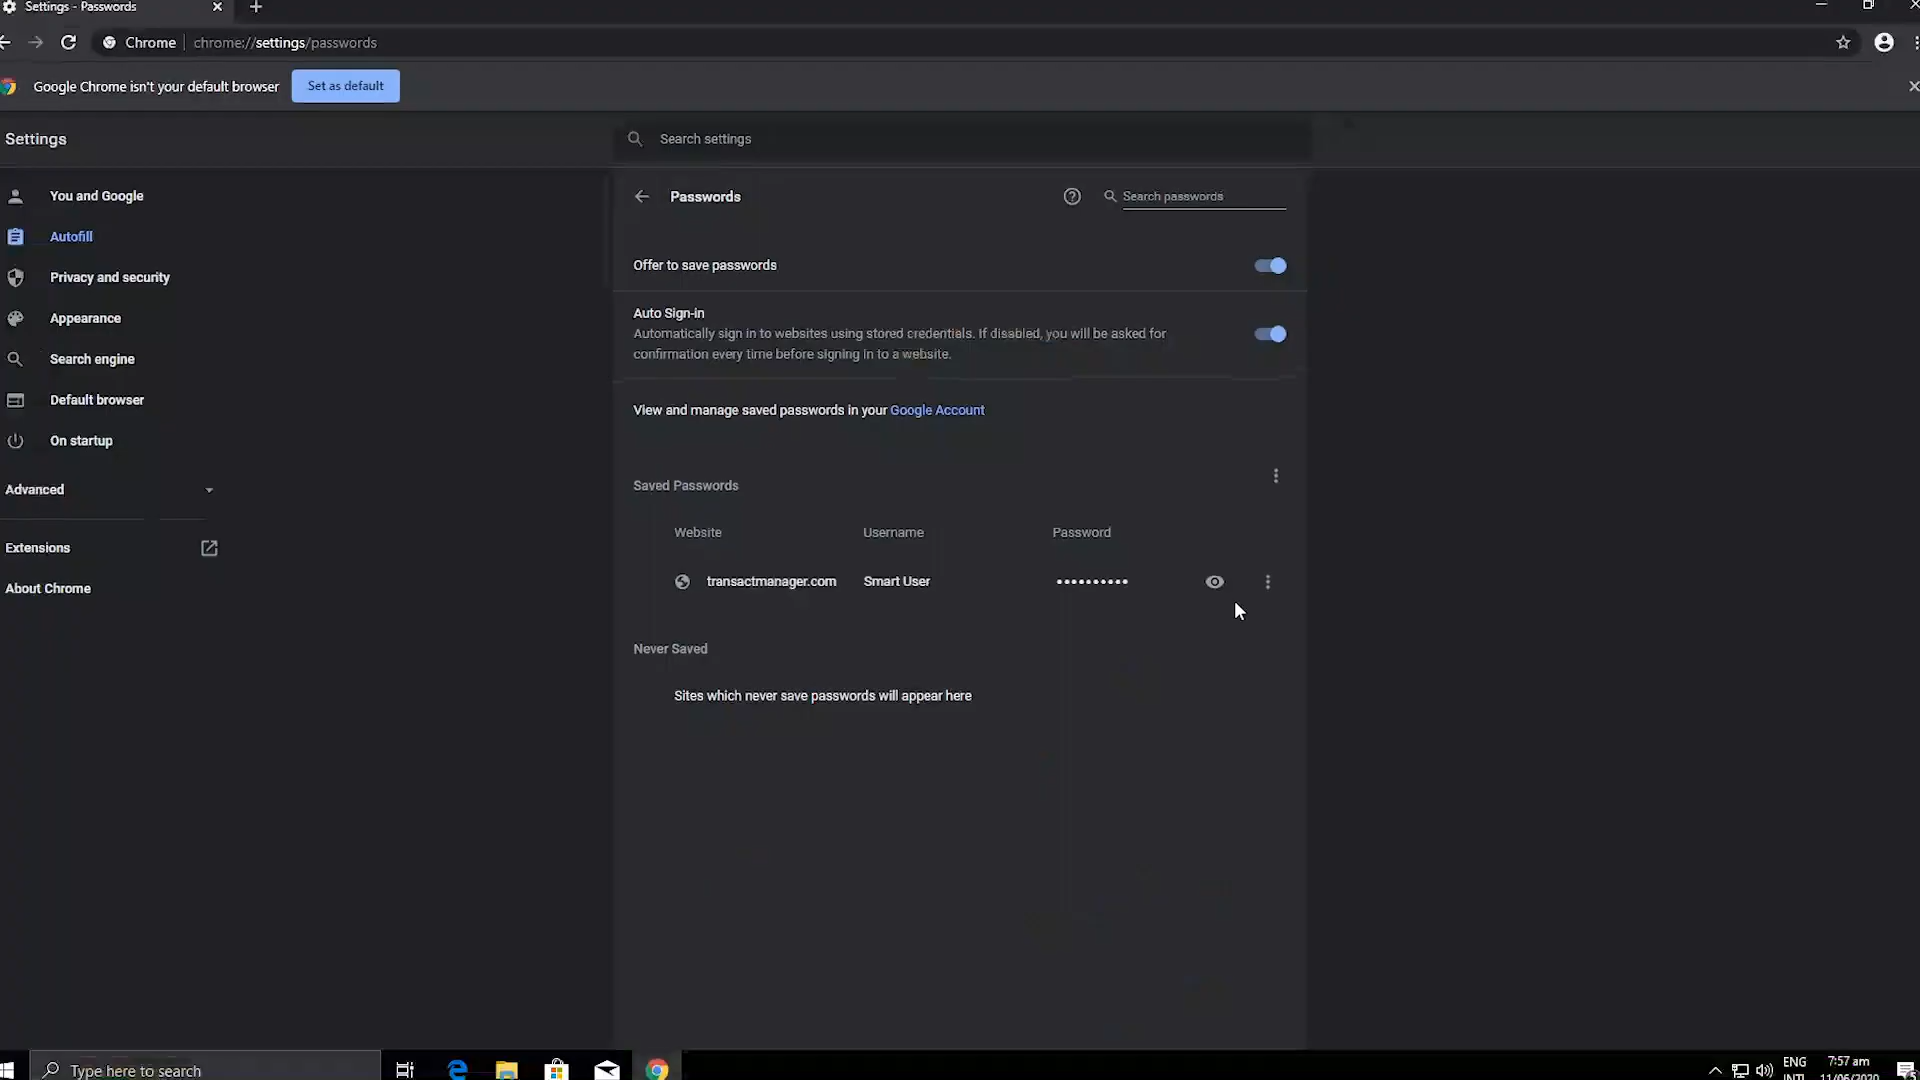 Settings - Passwords
Chrome
chrome://settings/passwords
Google Chrome isn't your default browser
Set as default
Settings
Search settings
You and Google
Autofill
Privacy and security
Appearance
Search engine
Default browser
On startup
Advanced
Extensions
About Chrome
Passwords
Search passwords
Offer to save passwords
Auto Sign-in
Automatically sign in to websites using stored credentials. If disabled, you will be asked for
confirmation every time before signing in to a website.
View and manage saved passwords in your Google Account
Saved Passwords
Website Username Password
transactmanager.com Smart User ••••••••••
Never Saved
Sites which never save passwords will appear here
Type here to search
ENG
INTL
7:57 am
11/06/2020